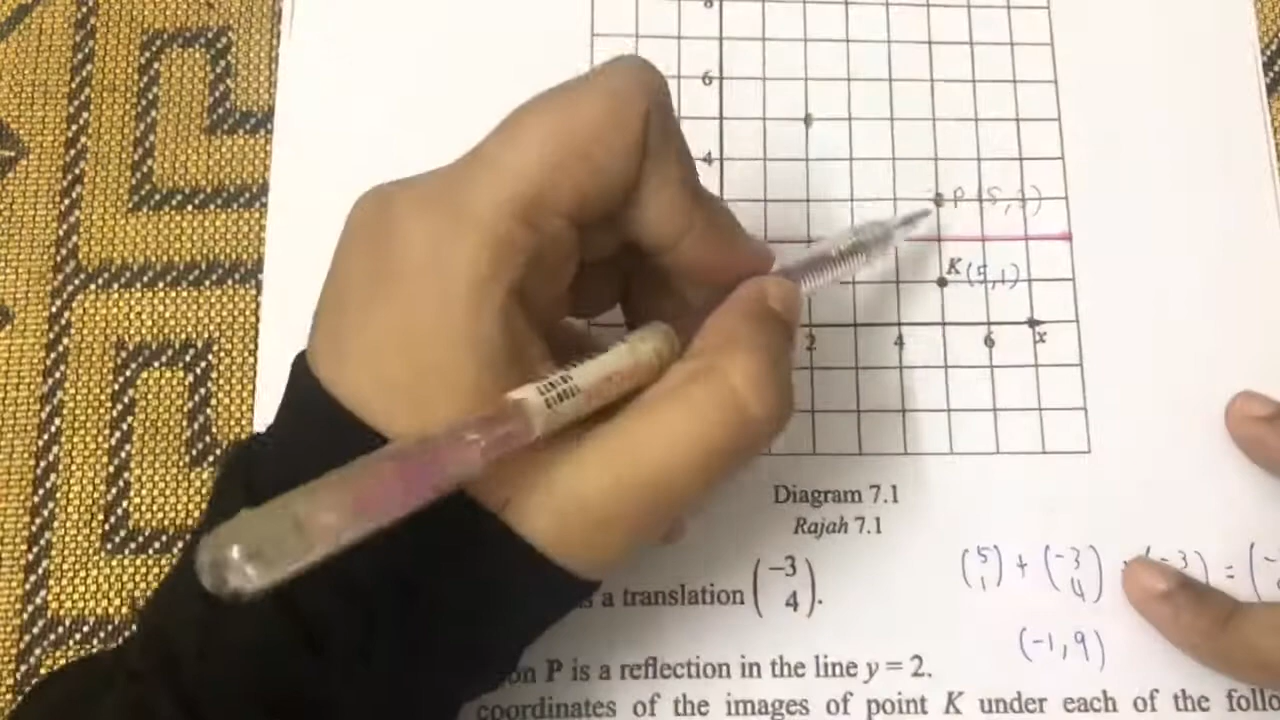 8
6
4
P (5,3)
K (5,1)
2 4 6 x
Diagram 7.1
Rajah 7.1
a translation (-3 4).
(5 1) + (-3 4) + (-3 ) = (-
(-1,9)
P is a reflection in the line y = 2.
coordinates of the images of point K under each of the follo